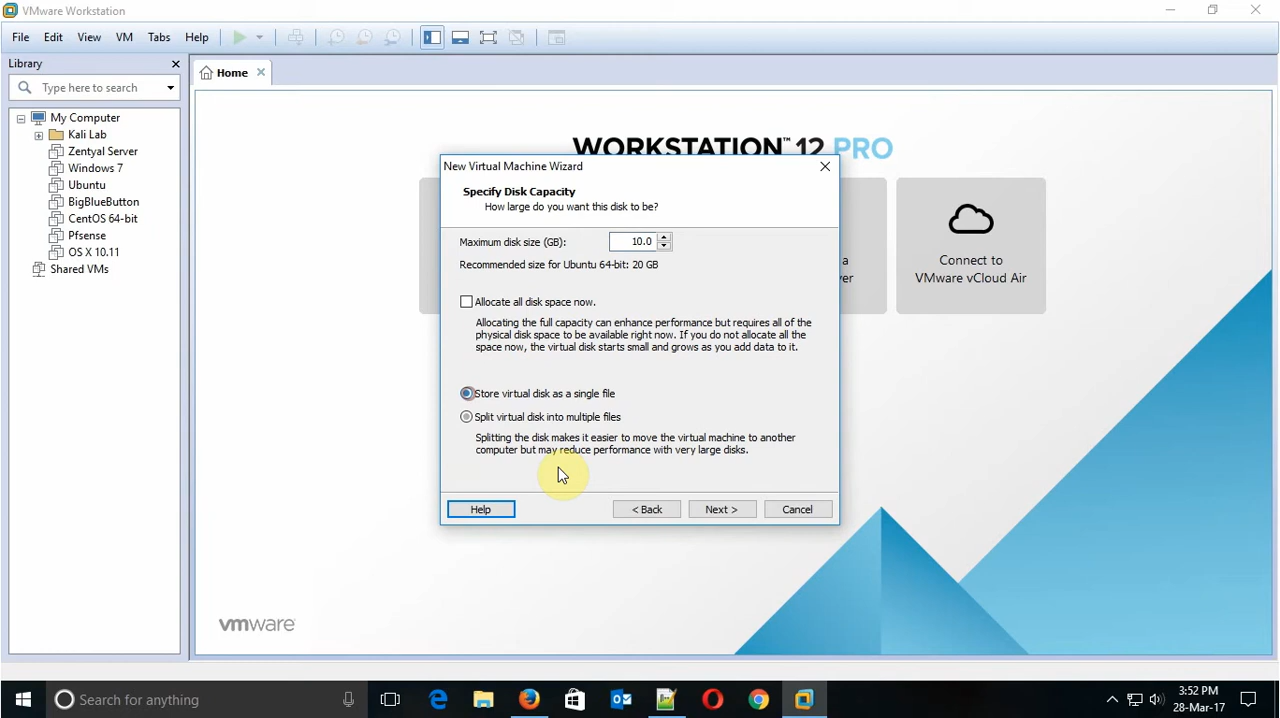 VMware Workstation
File Edit View VM Tabs Help
Library
Type here to search
My Computer
Kali Lab
Zentyal Server
Windows 7
Ubuntu
BigBlueButton
CentOS 64-bit
Pfsense
OS X 10.11
Shared VMs
Home
WORKSTATION™ 12 PRO
New Virtual Machine Wizard
Specify Disk Capacity
How large do you want this disk to be?
Maximum disk size (GB): 10.0
Recommended size for Ubuntu 64-bit: 20 GB
Allocate all disk space now.
Allocating the full capacity can enhance performance but requires all of the
physical disk space to be available right now. If you do not allocate all the
space now, the virtual disk starts small and grows as you add data to it.
Store virtual disk as a single file
Split virtual disk into multiple files
Splitting the disk makes it easier to move the virtual machine to another
computer but may reduce performance with very large disks.
Help < Back Next > Cancel
a
ver
Connect to
VMware vCloud Air
vmware
Search for anything
3:52 PM
28-Mar-17